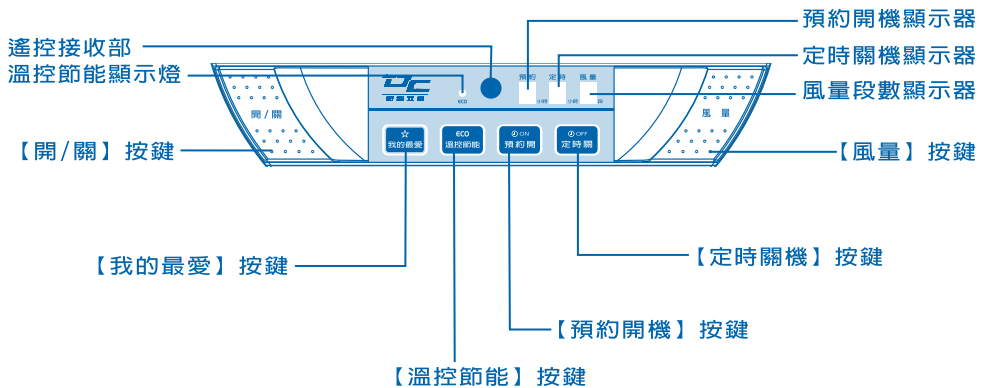 預約開機顯示器
遙控接收部
定時關機顯示器
溫控節能顯示燈
風量段數顯示器
DC
節能又省
預約 定時 風量
ECO
小時 小時 段
開/關
風 量
☆
我的最愛
ECO
溫控節能
ON
預約開
OFF
定時關
【開/關】按鍵
【風量】按鍵
【我的最愛】按鍵
【定時關機】按鍵
【預約開機】按鍵
【溫控節能】按鍵